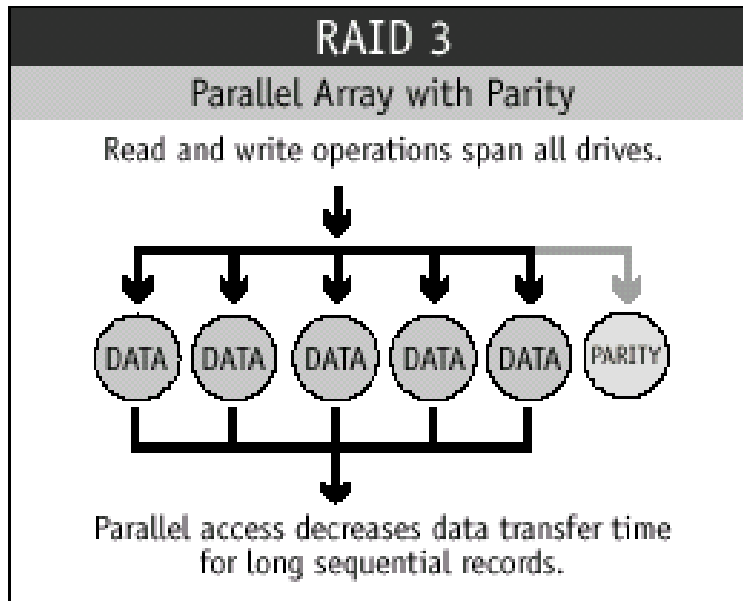 RAID 3
Parallel Array with Parity
Read and write operations span all drives.
DATA DATA DATA DATA DATA PARITY
Parallel access decreases data transfer time
for long sequential records.